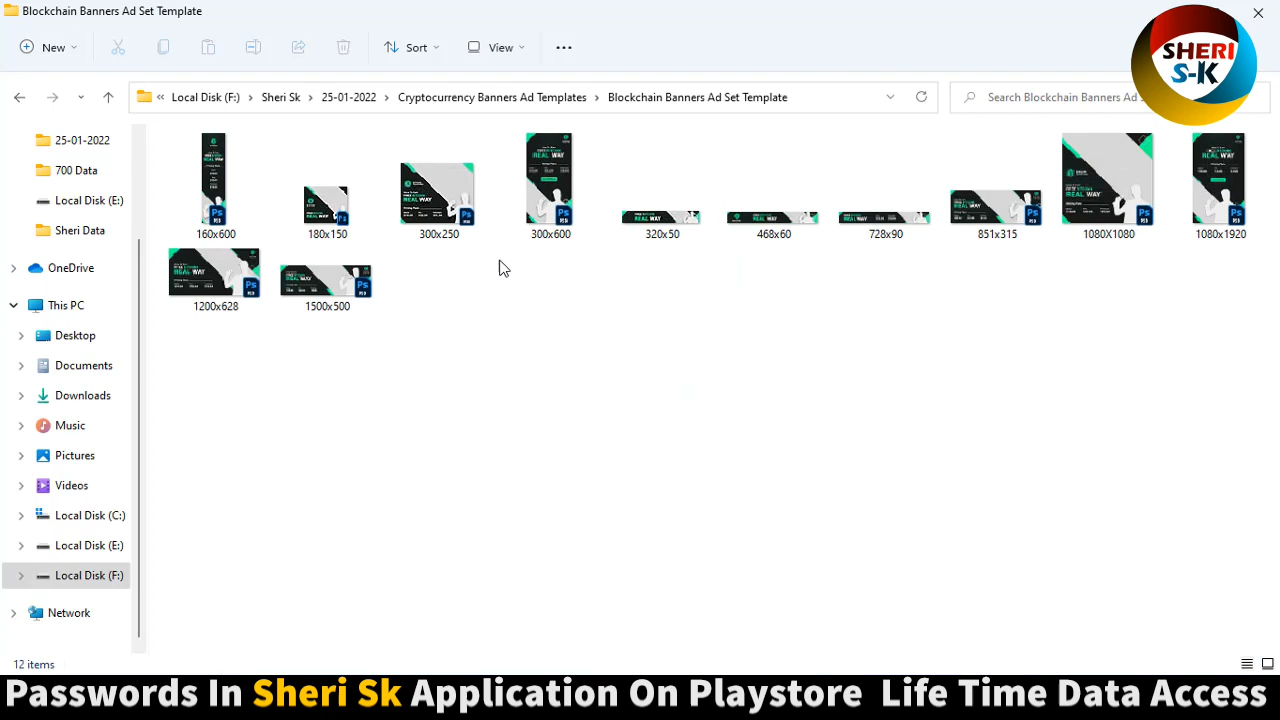 Blockchain Banners Ad Set Template
New
Sort
View
SHERI
S-K
Local Disk (F:) > Sheri Sk > 25-01-2022 > Cryptocurrency Banners Ad Templates > Blockchain Banners Ad Set Template
Search Blockchain Banners Ad
25-01-2022
700 Data
Local Disk (E:)
Sheri Data
OneDrive
This PC
Desktop
Documents
Downloads
Music
Pictures
Videos
Local Disk (C:)
Local Disk (E:)
Local Disk (F:)
Network
160x600
180x150
300x250
300x600
320x50
468x60
728x90
851x315
1080X1080
1080x1920
1200x628
1500x500
12 items
Passwords In Sheri Sk Application On Playstore Life Time Data Access